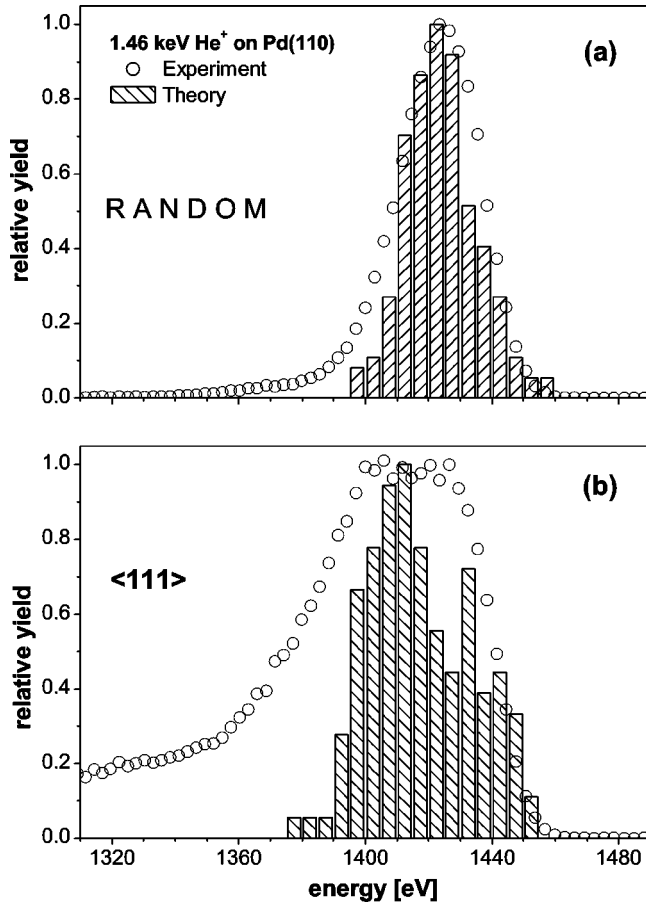 1.46 keV He+ on Pd(110)
(a)
Experiment
Theory
RANDOM
relative yield
1.0
0.8
0.6
0.4
0.2
0.0
(b)
<111>
relative yield
1.0
0.8
0.6
0.4
0.2
0.0
1320 1360 1400 1440 1480
energy [eV]